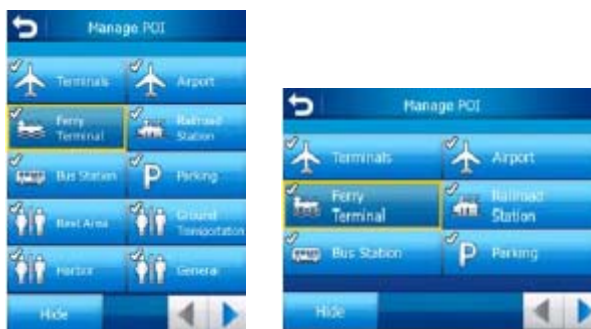 Manage POI
Terminals
Airport
Ferry
Terminal
Railroad
Station
Bus Station
Parking
Rest Area
Ground
Transportation
Harbor
General
Hide
Manage POI
Terminals
Airport
Ferry
Terminal
Railroad
Station
Bus Station
Parking
Hide